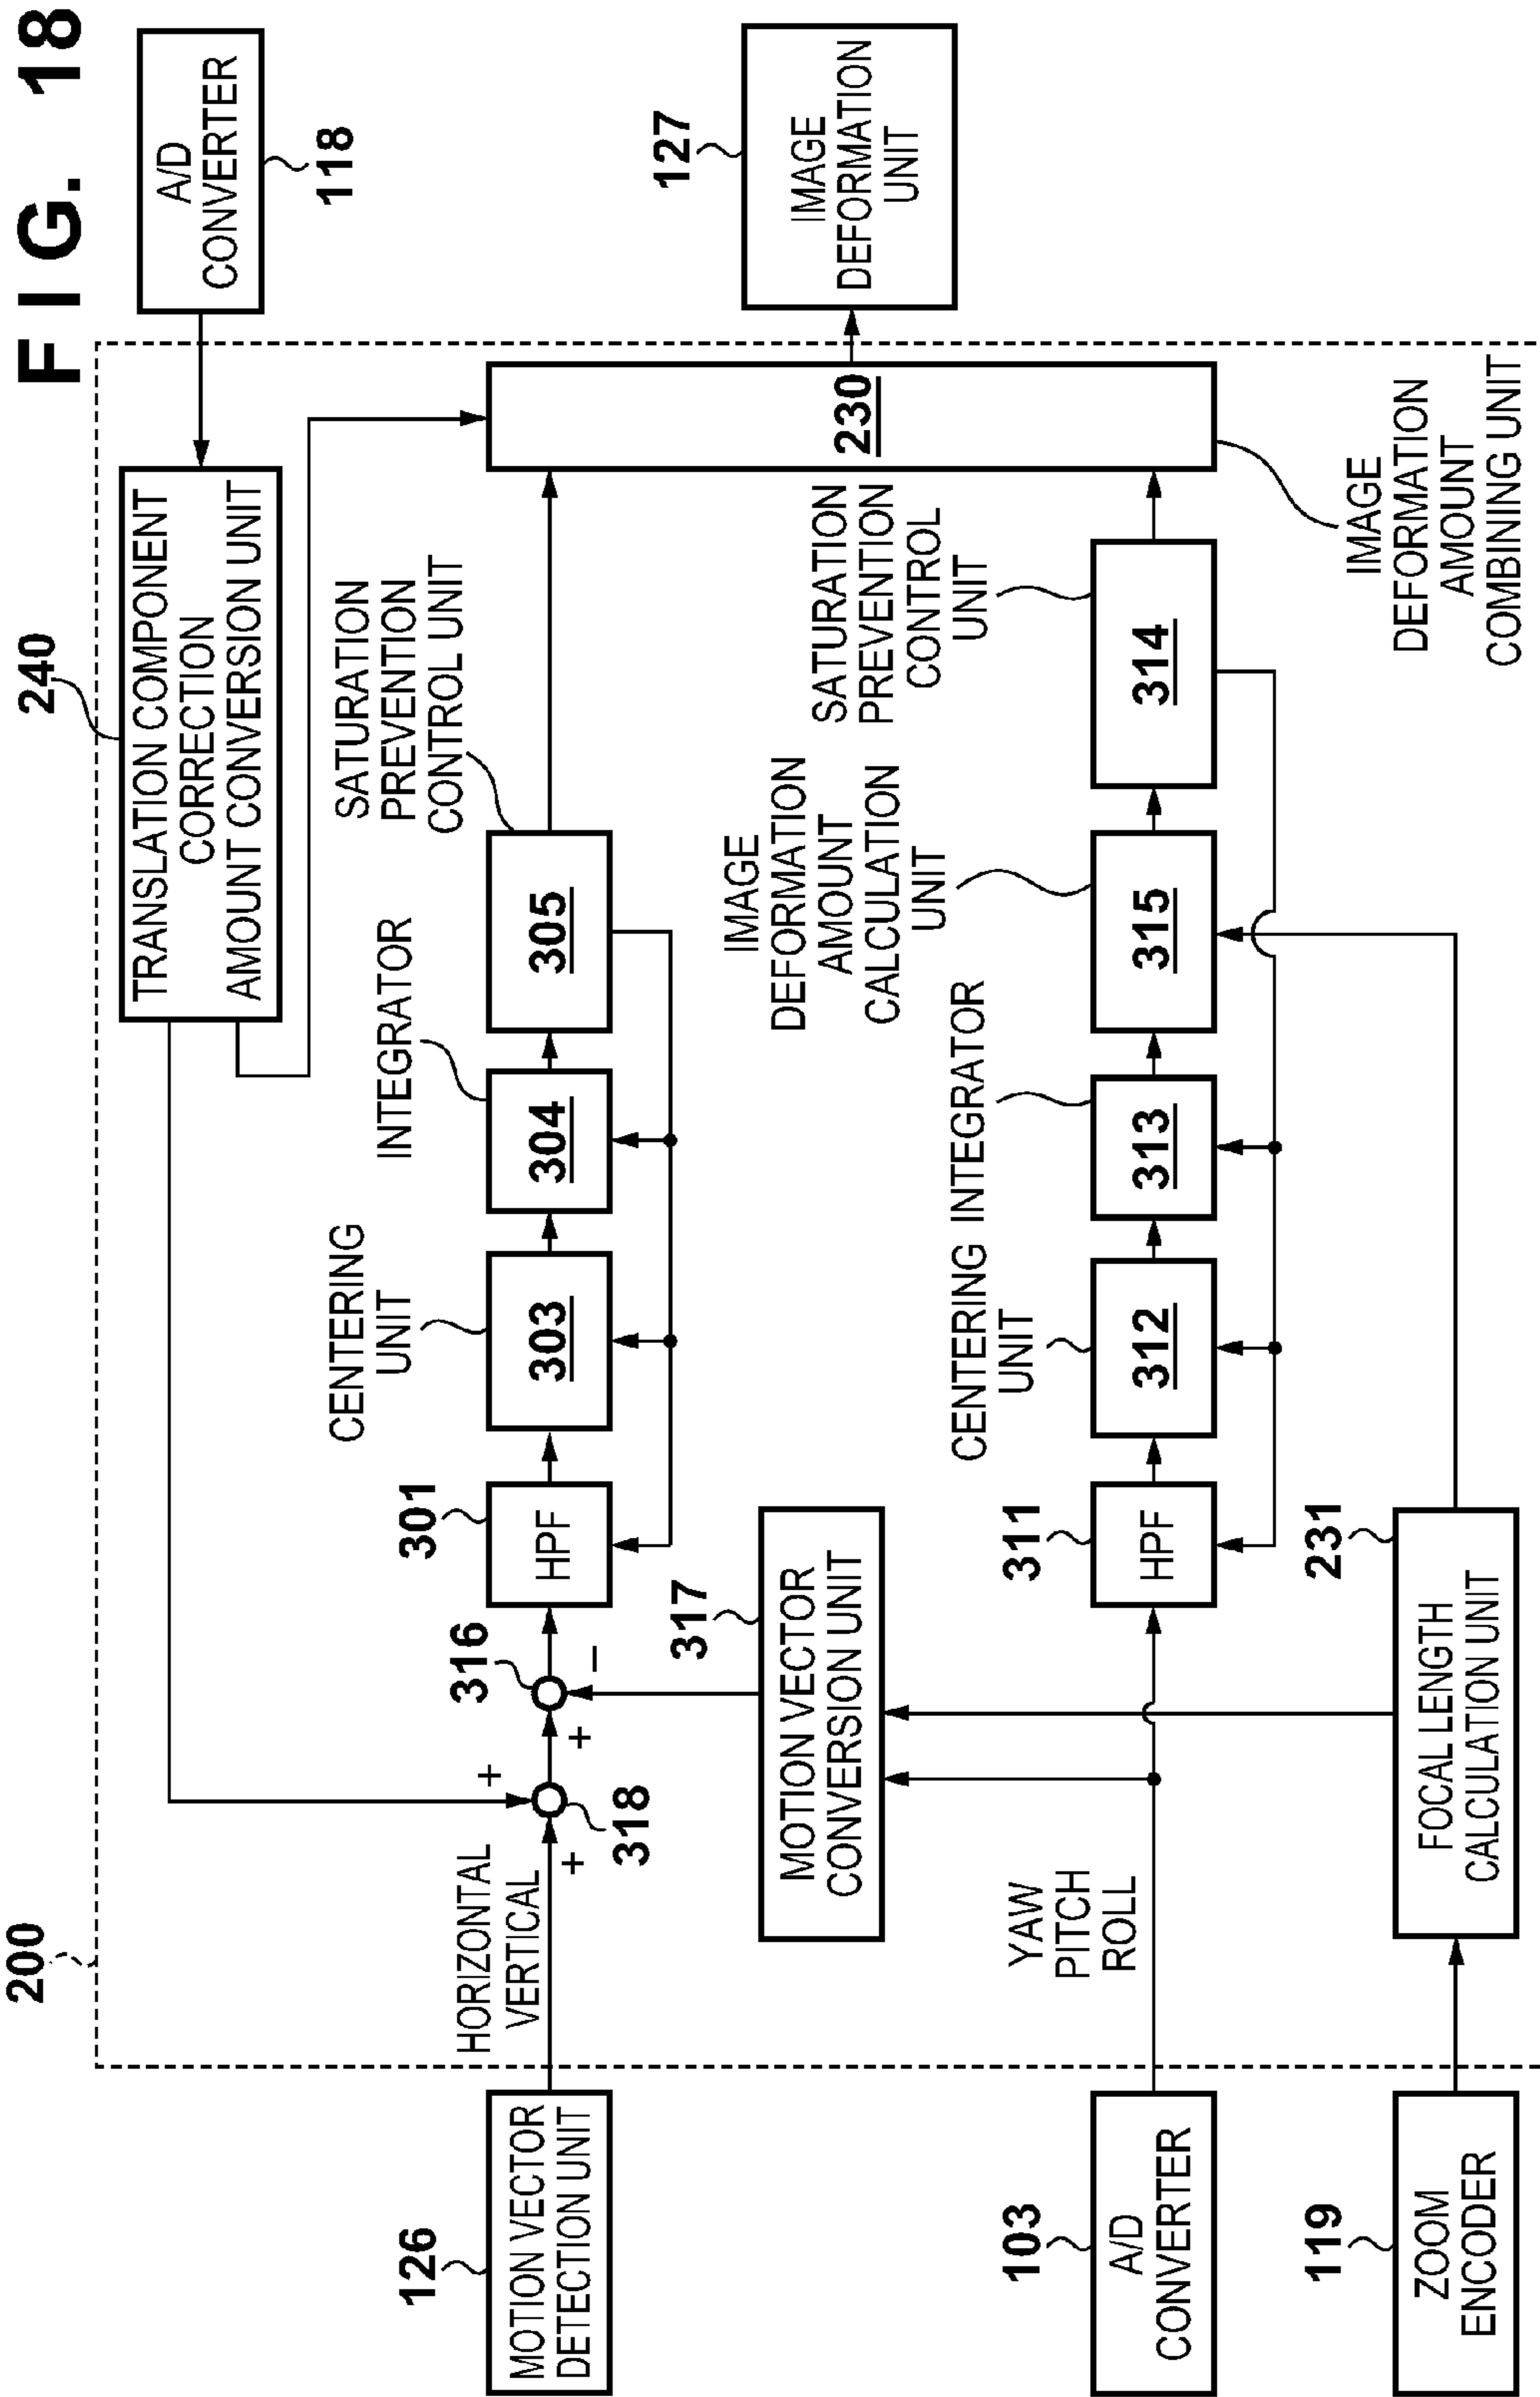 F I G. 18
200
240
TRANSLATION COMPONENT
CORRECTION
AMOUNT CONVERSION UNIT
A/D
CONVERTER
118
126
MOTION VECTOR
DETECTION UNIT
HORIZONTAL
VERTICAL
+
+
318
+
−
316
301
HPF
CENTERING
UNIT
303
INTEGRATOR
304
SATURATION
PREVENTION
CONTROL UNIT
305
230
127
IMAGE
DEFORMATION
UNIT
317
MOTION VECTOR
CONVERSION UNIT
103
A/D
CONVERTER
YAW
PITCH
ROLL
311
HPF
CENTERING
UNIT
312
INTEGRATOR
313
IMAGE
DEFORMATION
AMOUNT
CALCULATION
UNIT
315
SATURATION
PREVENTION
CONTROL
UNIT
314
IMAGE
DEFORMATION
AMOUNT
COMBINING UNIT
119
ZOOM
ENCODER
231
FOCAL LENGTH
CALCULATION UNIT